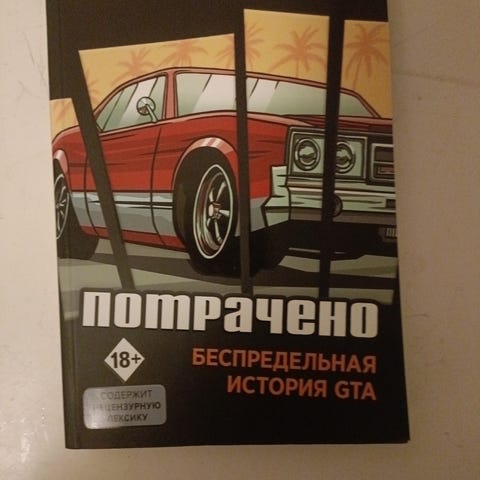 ПОТРАЧЕНО
18+
БЕСПРЕДЕЛЬНАЯ
ИСТОРИЯ GTA
СОДЕРЖИТ
НЕЦЕНЗУРНУЮ
ЛЕКСИКУ